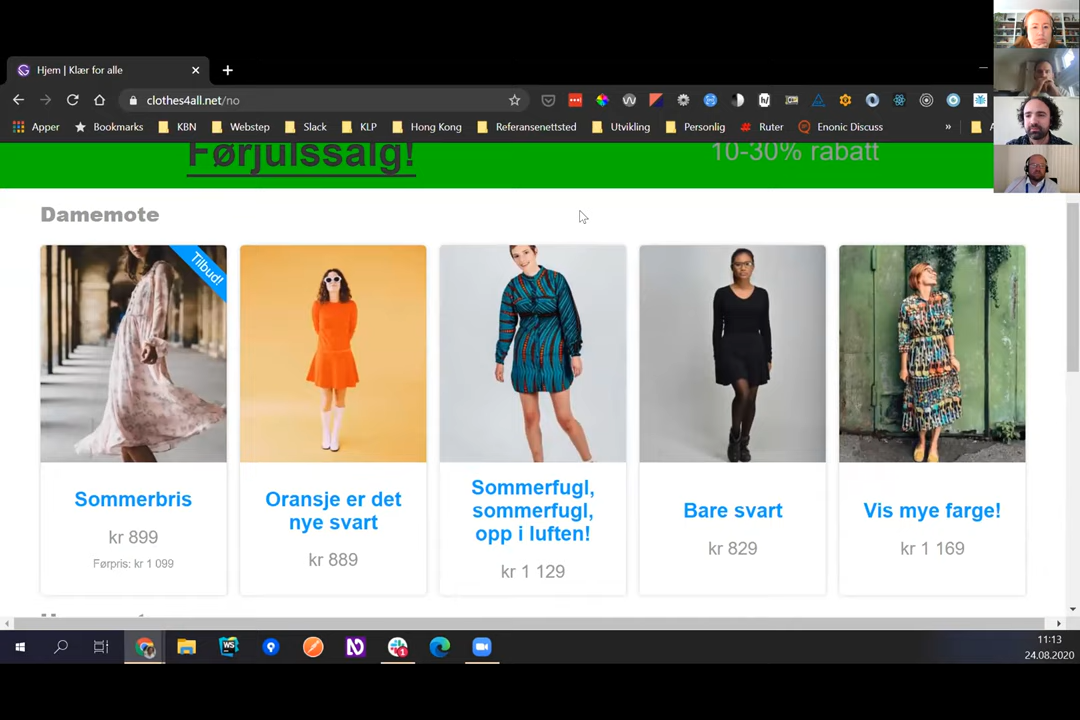 Hjem | Klær for alle
clothes4all.net/no
Apper
Bookmarks
KBN
Webstep
Slack
KLP
Hong Kong
Referansenettsted
Utvikling
Personlig
Ruter
Enonic Discuss
»
Førjulssalg!
10-30% rabatt
Damemote
Tilbud!
Sommerbris
kr 899
Førpris: kr 1 099
Oransje er det
nye svart
kr 889
Sommerfugl,
sommerfugl,
opp i luften!
kr 1 129
Bare svart
kr 829
Vis mye farge!
kr 1 169
11:13
24.08.2020